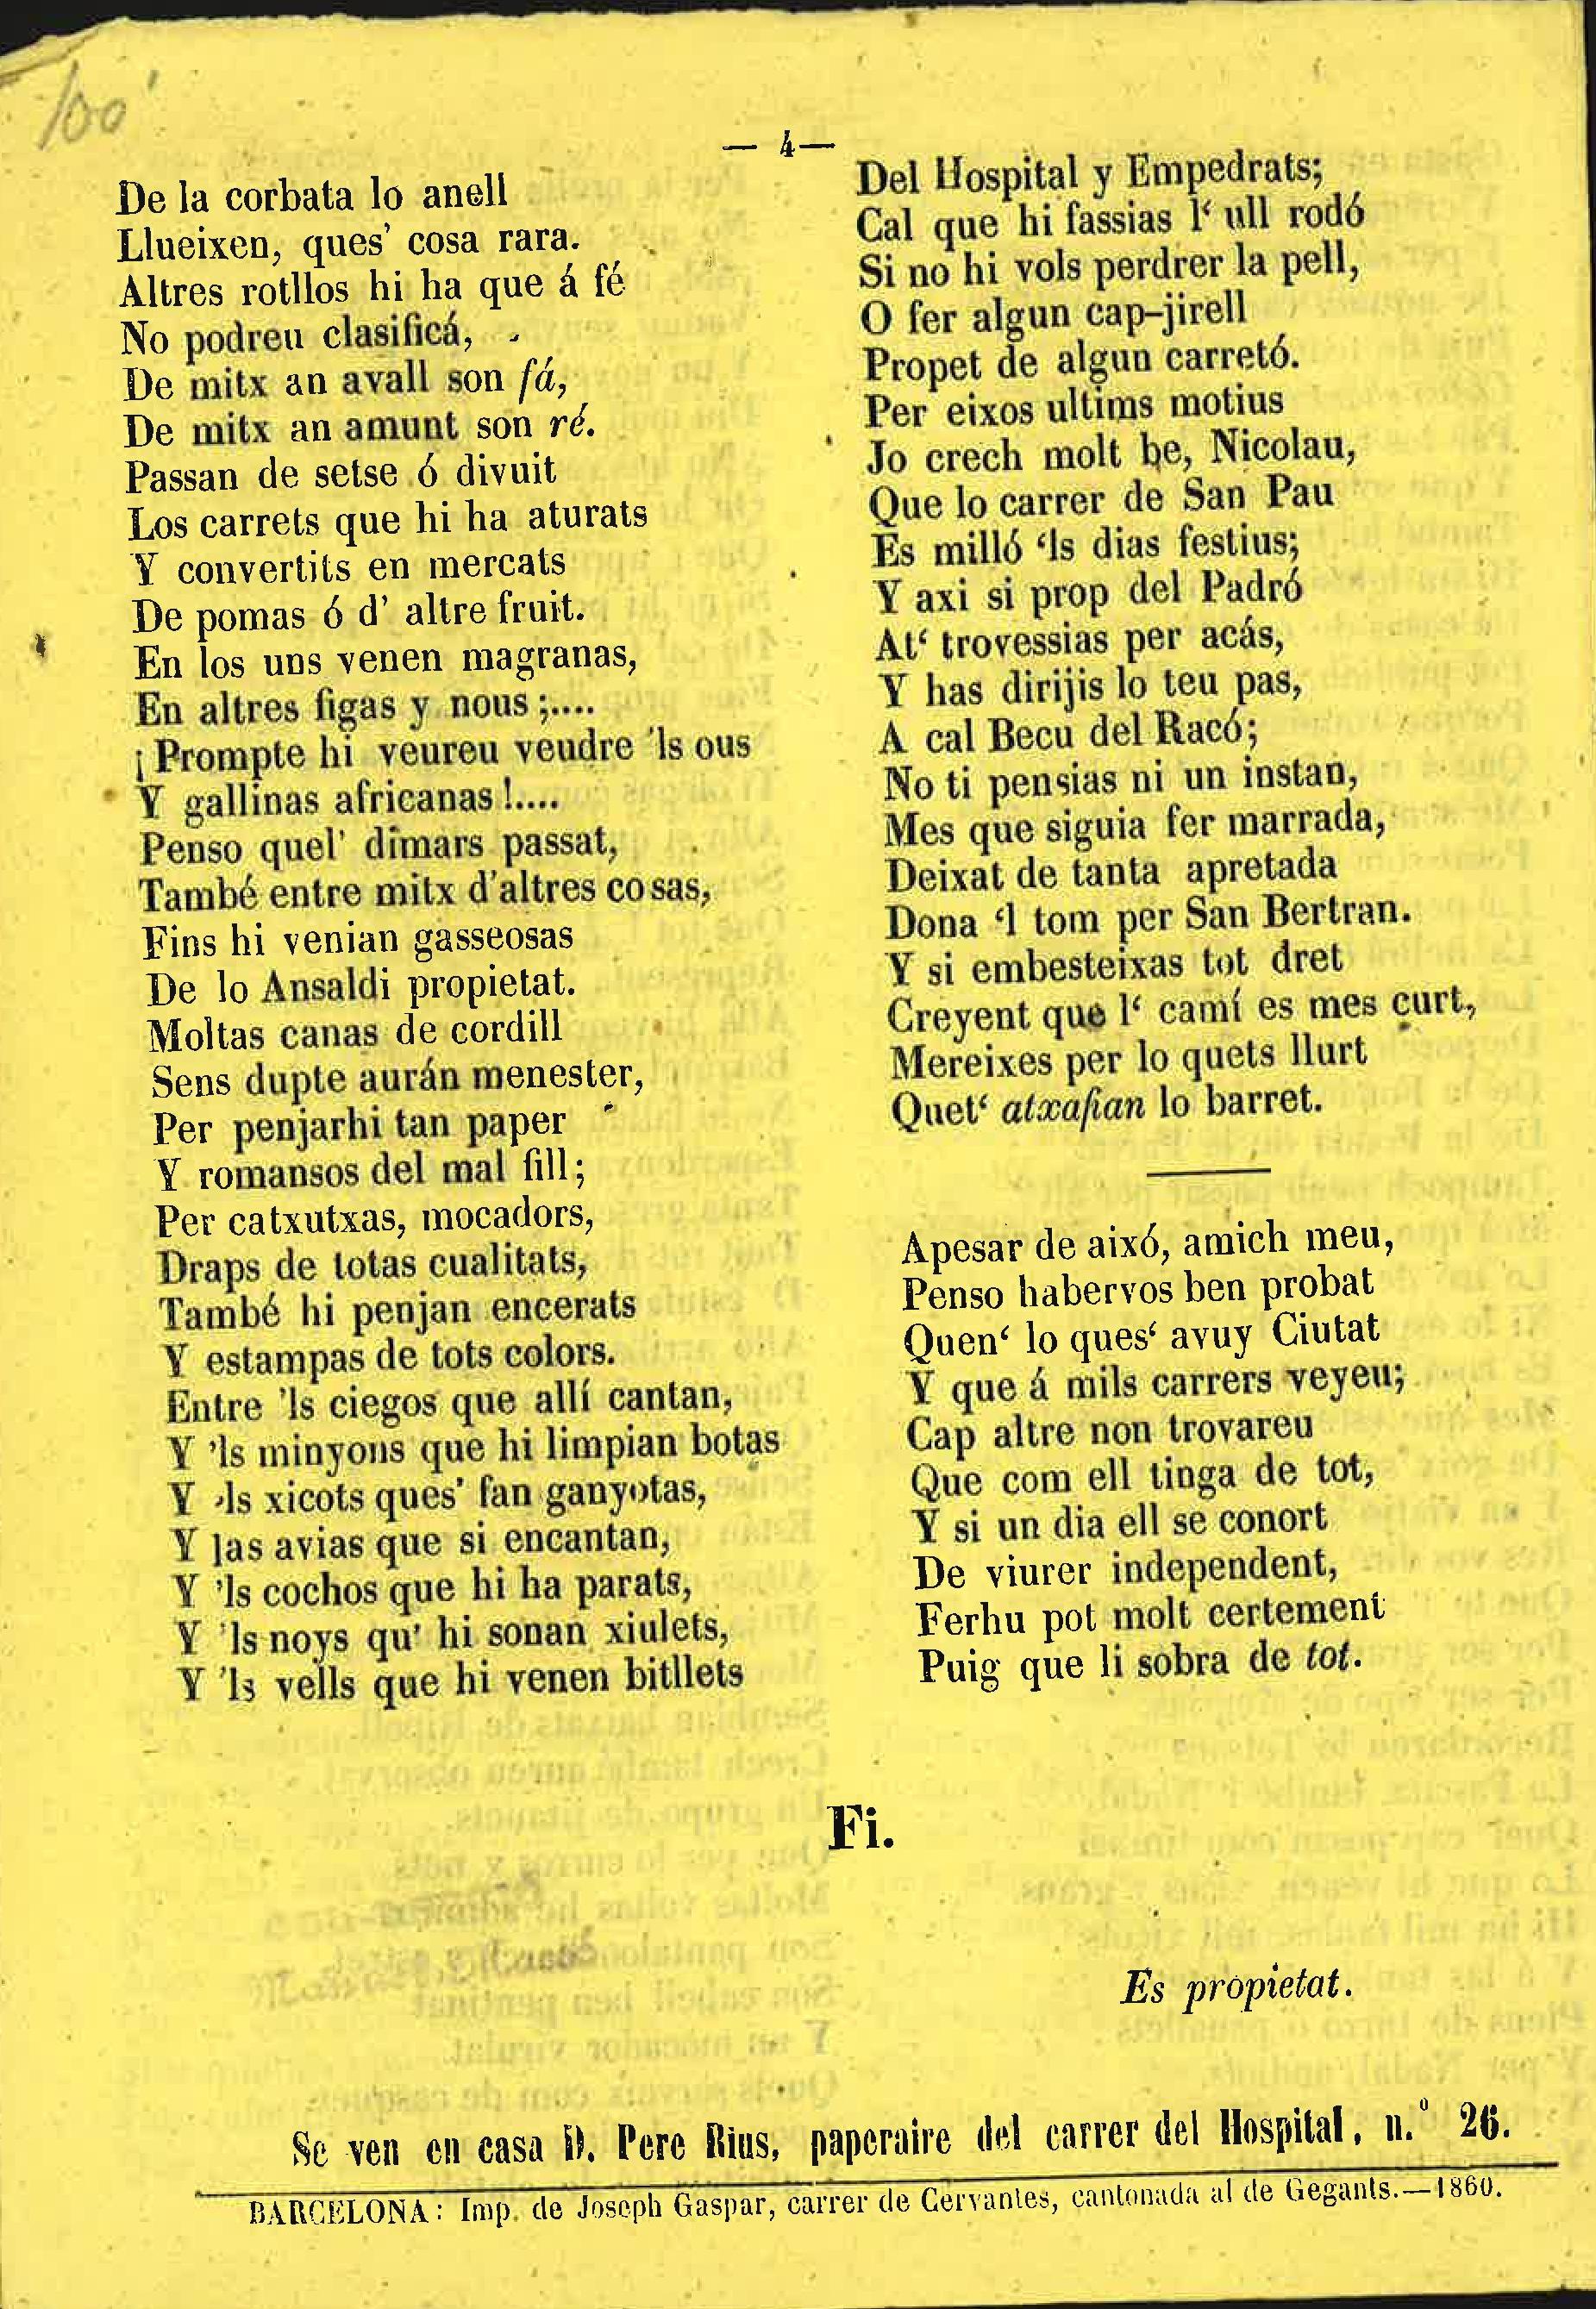 100
— 4 —
De la corbata lo anell
Llueixen, ques' cosa rara.
Altres rotllos hi ha que á fé
No podreu clasificá,
De mitx an avall son fá,
De mitx an amunt son ré.
Passan de setse ó divuit
Los carrets que hi ha aturats
Y convertits en mercats
De pomas ó d' altre fruit.
En los uns venen magranas,
En altres figas y nous ;....
¡ Prompte hi veureu veudre 'ls ous
Y gallinas africanas !....
Penso quel' dimars passat,
També entre mitx d'altres cosas,
Fins hi venian gasseosas
De lo Ansaldi propietat.
Moltas canas de cordill
Sens dupte aurán menester,
Per penjarhi tan paper
Y romansos del mal fill;
Per catxutxas, mocadors,
Draps de totas cualitats,
També hi penjan encerats
Y estampas de tots colors.
Entre 'ls ciegos que allí cantan,
Y 'ls minyons que hi limpian botas
Y 'ls xicots ques' fan ganyotas,
Y las avias que si encantan,
Y 'ls cochos que hi ha parats,
Y 'ls noys qu' hi sonan xiulets,
Y 'ls vells que hi venen bitllets
Del Hospital y Empedrats;
Cal que hi fassias l‘ ull rodó
Si no hi vols perdrer la pell,
O fer algun cap-jirell
Propet de algun carretó.
Per eixos ultims motius
Jo crech molt be, Nicolau,
Que lo carrer de San Pau
Es milló ‘ls dias festius;
Y axi si prop del Padró
At‘ trovessias per acás,
Y has dirijis lo teu pas,
A cal Becu del Racó;
No ti pensias ni un instan,
Mes que siguia fer marrada,
Deixat de tanta apretada
Dona ‘l tom per San Bertran.
Y si embesteixas tot dret
Creyent que l‘ camí es mes curt,
Mereixes per lo quets llurt
Quet‘ atxafian lo barret.
Apesar de aixó, amich meu,
Penso habervos ben probat
Quen‘ lo ques‘ avuy Ciutat
Y que á mils carrers veyeu;
Cap altre non trovareu
Que com ell tinga de tot,
Y si un dia ell se conort
De viurer independent,
Ferhu pot molt certement
Puig que li sobra de tot.
Fi.
Es propietat.
Se ven en casa D. Pere Rius, paperaire del carrer del Hospital, n.º 26.
BARCELONA: Imp. de Joseph Gaspar, carrer de Cervantes, cantonada al de Gegants.—1860.